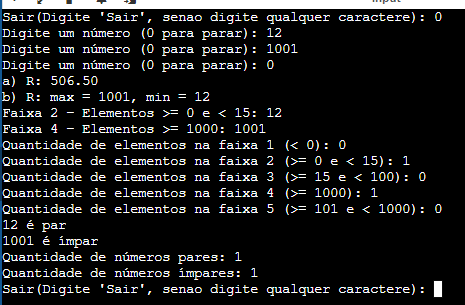 input
Sair(Digite 'Sair', senao digite qualquer caractere): 0
Digite um número (0 para parar): 12
Digite um número (0 para parar): 1001
Digite um número (0 para parar): 0
a) R: 506.50
b) R: max = 1001, min = 12
Faixa 2 - Elementos >= 0 e < 15: 12
Faixa 4 - Elementos >= 1000: 1001
Quantidade de elementos na faixa 1 (< 0): 0
Quantidade de elementos na faixa 2 (>= 0 e < 15): 1
Quantidade de elementos na faixa 3 (>= 15 e < 100): 0
Quantidade de elementos na faixa 4 (>= 1000): 1
Quantidade de elementos na faixa 5 (>= 101 e < 1000): 0
12 é par
1001 é ímpar
Quantidade de números pares: 1
Quantidade de números ímpares: 1
Sair(Digite 'Sair', senao digite qualquer caractere):